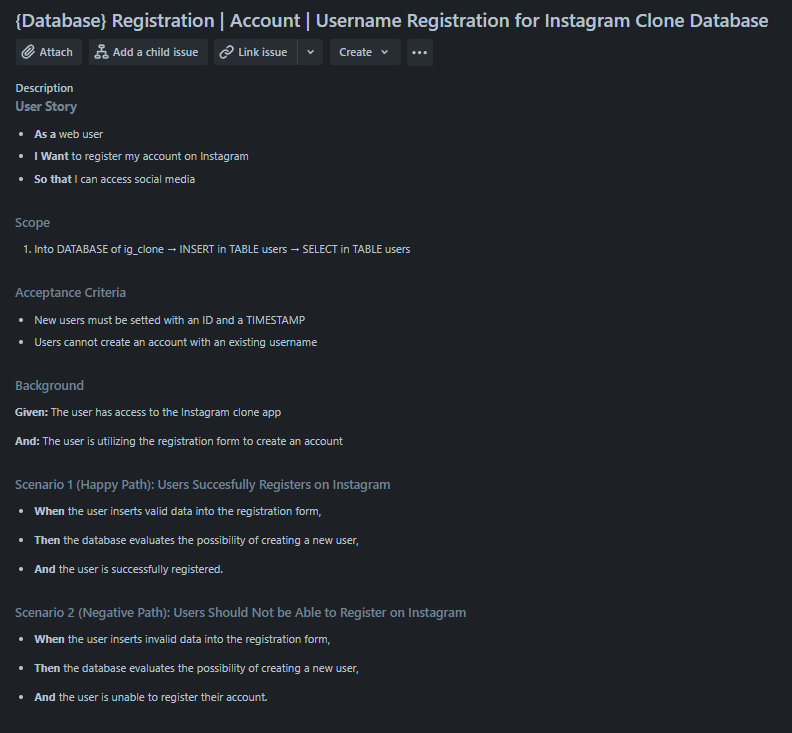 {Database} Registration | Account | Username Registration for Instagram Clone Database
Attach Add a child issue Link issue Create
Description
User Story
• As a web user
• I Want to register my account on Instagram
• So that I can access social media
Scope
1. Into DATABASE of ig_clone → INSERT in TABLE users → SELECT in TABLE users
Acceptance Criteria
• New users must be setted with an ID and a TIMESTAMP
• Users cannot create an account with an existing username
Background
Given: The user has access to the Instagram clone app
And: The user is utilizing the registration form to create an account
Scenario 1 (Happy Path): Users Succesfully Registers on Instagram
• When the user inserts valid data into the registration form,
• Then the database evaluates the possibility of creating a new user,
• And the user is successfully registered.
Scenario 2 (Negative Path): Users Should Not be Able to Register on Instagram
• When the user inserts invalid data into the registration form,
• Then the database evaluates the possibility of creating a new user,
• And the user is unable to register their account.